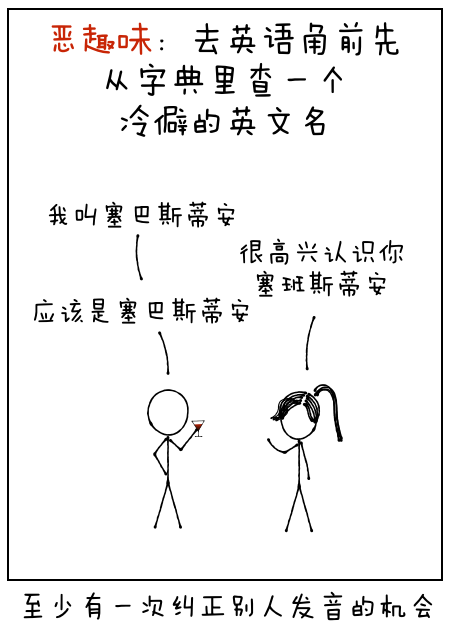 恶趣味：去英语角前先
从字典里查一个
冷僻的英文名
我叫塞巴斯蒂安
很高兴认识你
塞班斯蒂安
应该是塞巴斯蒂安
至少有一次纠正别人发音的机会